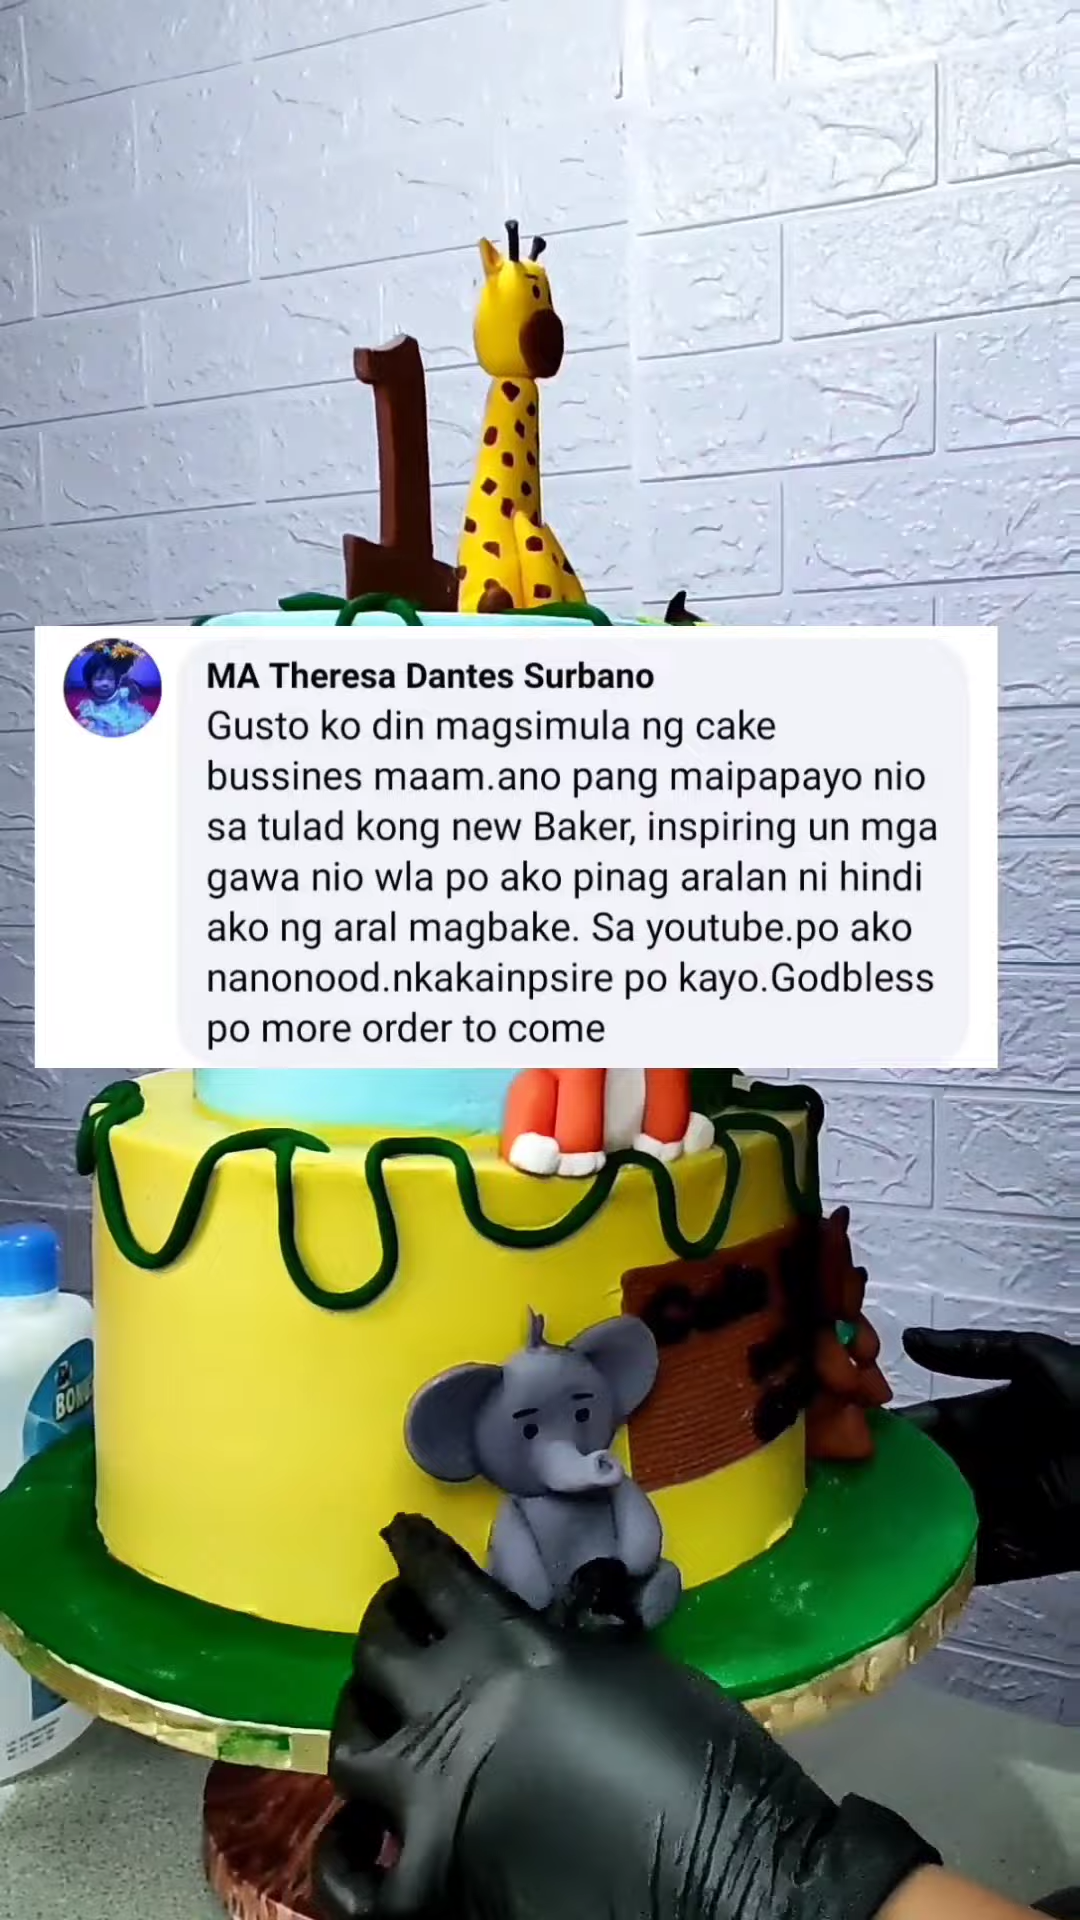 1
MA Theresa Dantes Surbano
Gusto ko din magsimula ng cake
bussines maam.ano pang maipapayo nio
sa tulad kong new Baker, inspiring un mga
gawa nio wla po ako pinag aralan ni hindi
ako ng aral magbake. Sa youtube.po ako
nanonood.nkakainpsire po kayo.Godbless
po more order to come